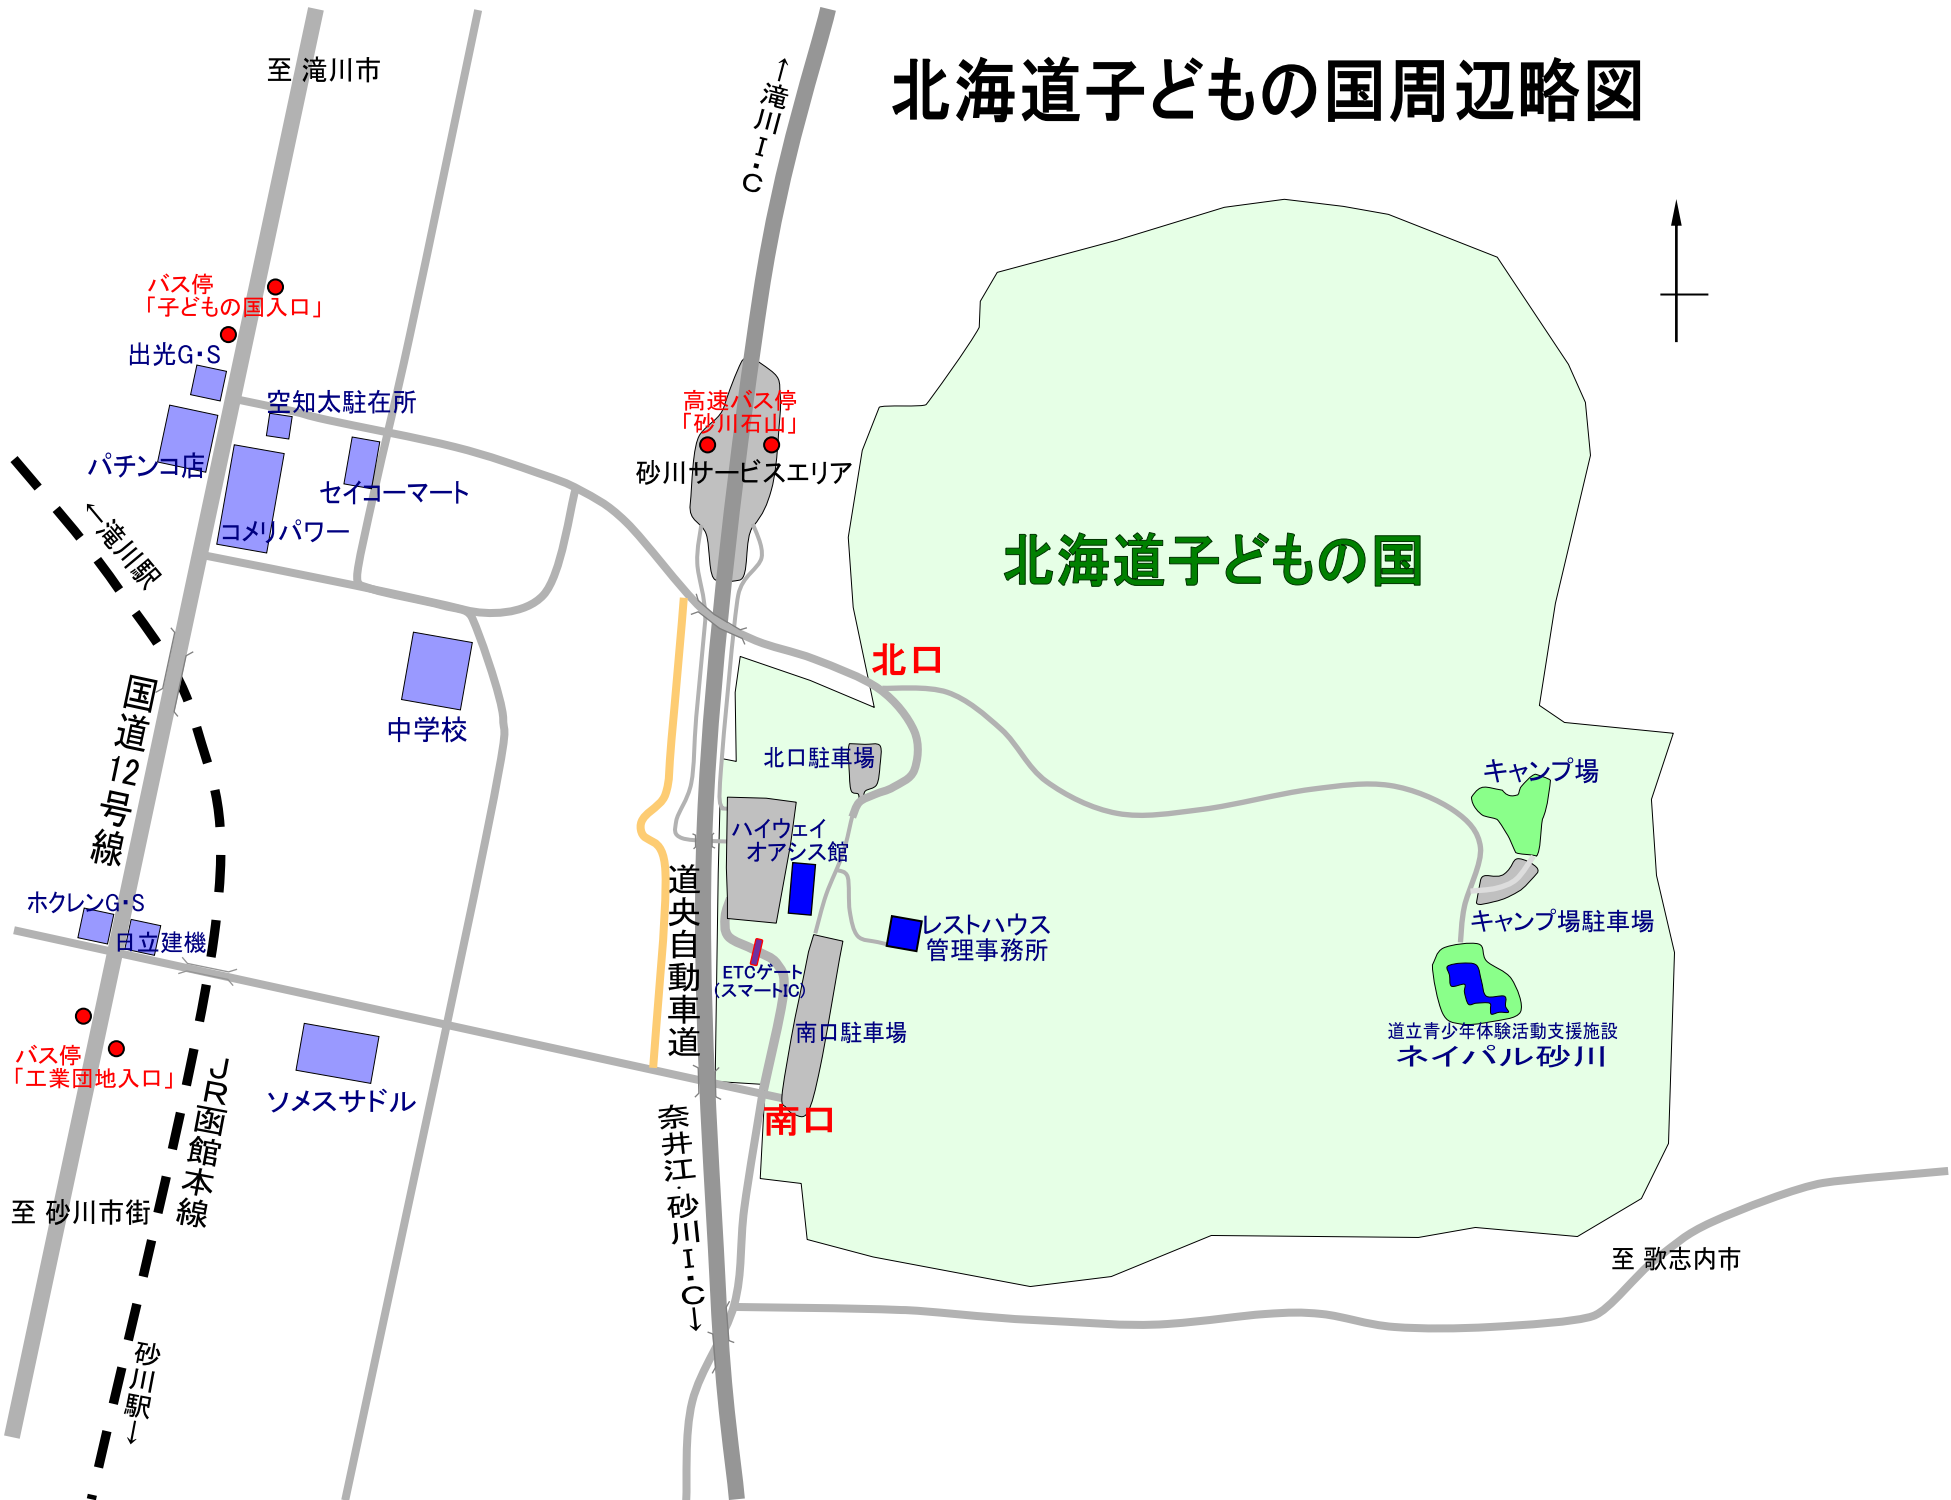 北海道子どもの国周辺略図
至 滝川市
←滝川I・C
バス停
「子どもの国入口」
出光G・S
空知太駐在所
パチンコ店
セイコーマート
コメリパワー
←滝川駅
高速バス停
「砂川石山」
砂川サービスエリア
北海道子どもの国
国道12号線
中学校
北口
北口駐車場
キャンプ場
ハイウェイ
オアシス館
道央自動車道
ホクレンG・S
日立建機
レストハウス
管理事務所
キャンプ場駐車場
ETCゲート
(スマートIC)
南口駐車場
道立青少年体験活動支援施設
ネイパル砂川
バス停
「工業団地入口」
ソメスサドル
JR函館本線
南口
奈井江・砂川I・C→
至 砂川市街
至 歌志内市
砂川駅→